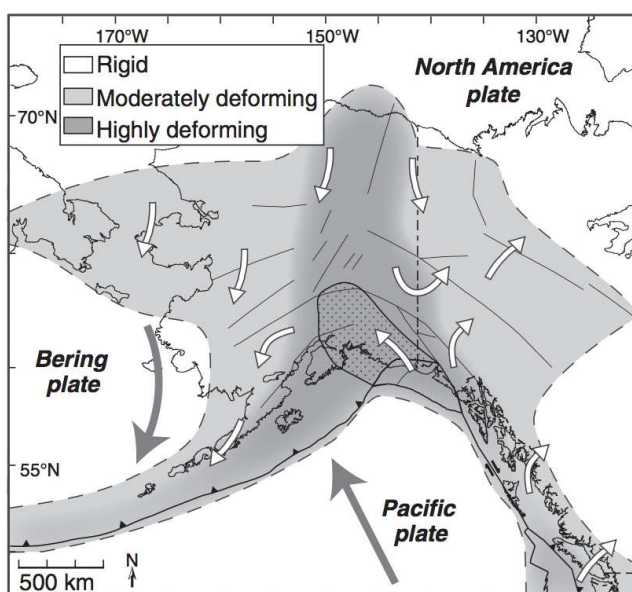 170°W
150°W
130°W
Rigid
Moderately deforming
Highly deforming
North America
plate
70°N
Bering
plate
55°N
Pacific
plate
500 km
N